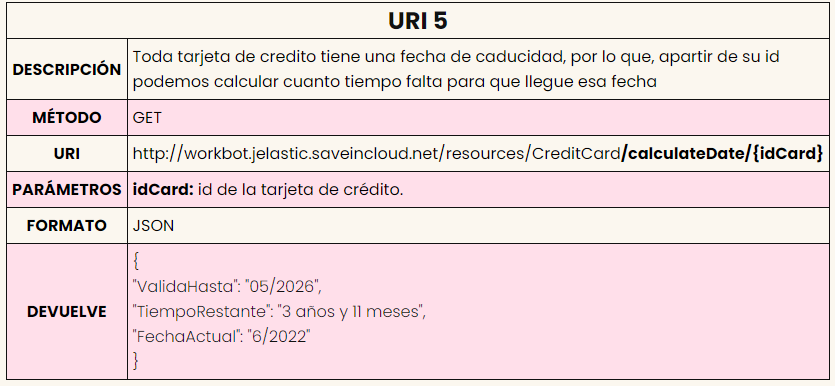 URI 5
DESCRIPCIÓN
Toda tarjeta de credito tiene una fecha de caducidad, por lo que, apartir de su id
podemos calcular cuanto tiempo falta para que llegue esa fecha
MÉTODO
GET
URI
http://workbot.jelastic.saveincloud.net/resources/CreditCard/calculateDate/{idCard}
PARÁMETROS
idCard: id de la tarjeta de crédito.
FORMATO
JSON
DEVUELVE
{
"ValidaHasta": "05/2026",
"TiempoRestante": "3 años y 11 meses",
"FechaActual": "6/2022"
}